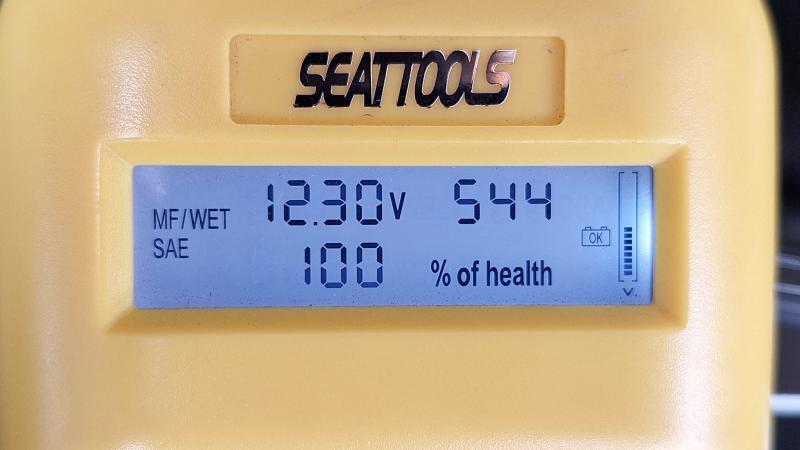 SEATTOOLS
MF/WET 12.30V 544
SAE 100 % of health
OK